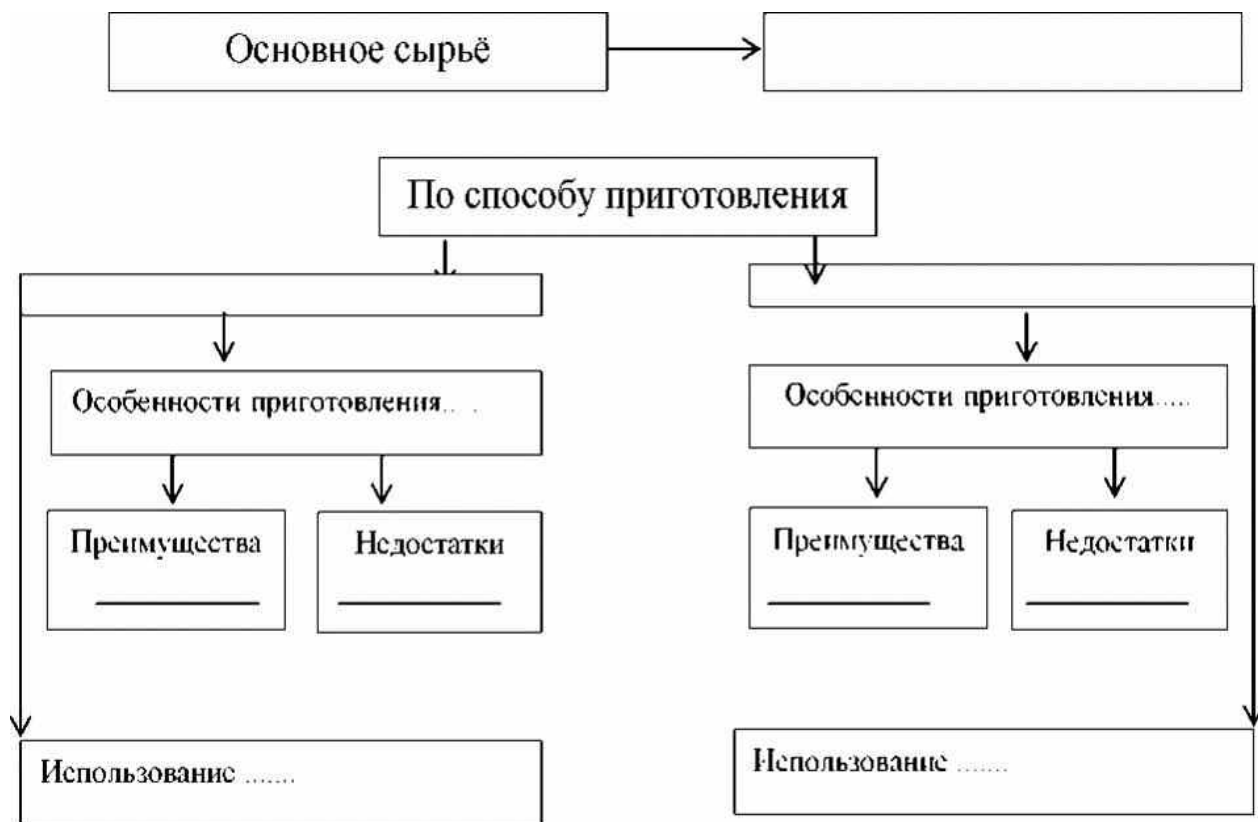 Основное сырьё
По способу приготовления
Особенности приготовления.. .
Особенности приготовления.....
Преимущества
Недостатки
Преимущества
Недостатки
Использование .......
Использование .......